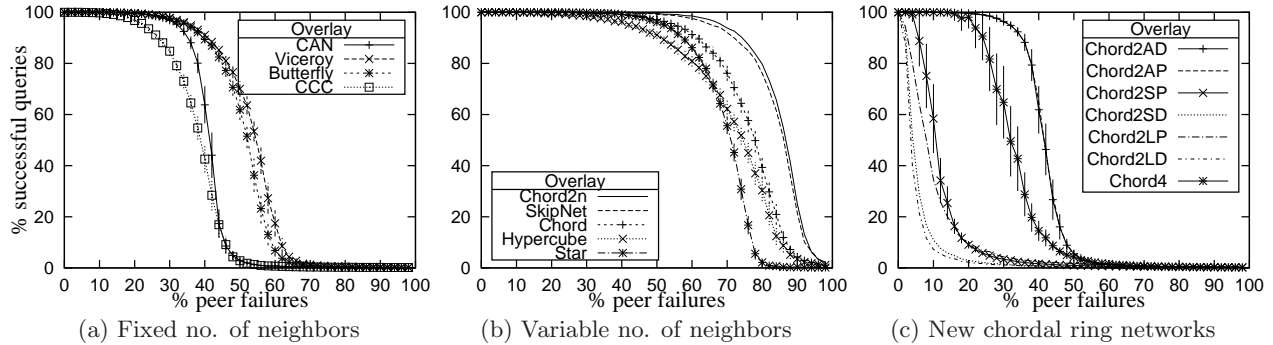 % successful queries
100
80
60
40
20
0
0 10 20 30 40 50 60 70 80 90 100
% peer failures
Overlay
CAN
Viceroy
Butterfly
CCC
(a) Fixed no. of neighbors
100
80
60
40
20
0
0 10 20 30 40 50 60 70 80 90 100
% peer failures
Overlay
Chord2n
SkipNet
Chord
Hypercube
Star
(b) Variable no. of neighbors
100
80
60
40
20
0
0 10 20 30 40 50 60 70 80 90 100
% peer failures
Overlay
Chord2AD
Chord2AP
Chord2SP
Chord2SD
Chord2LP
Chord2LD
Chord4
(c) New chordal ring networks